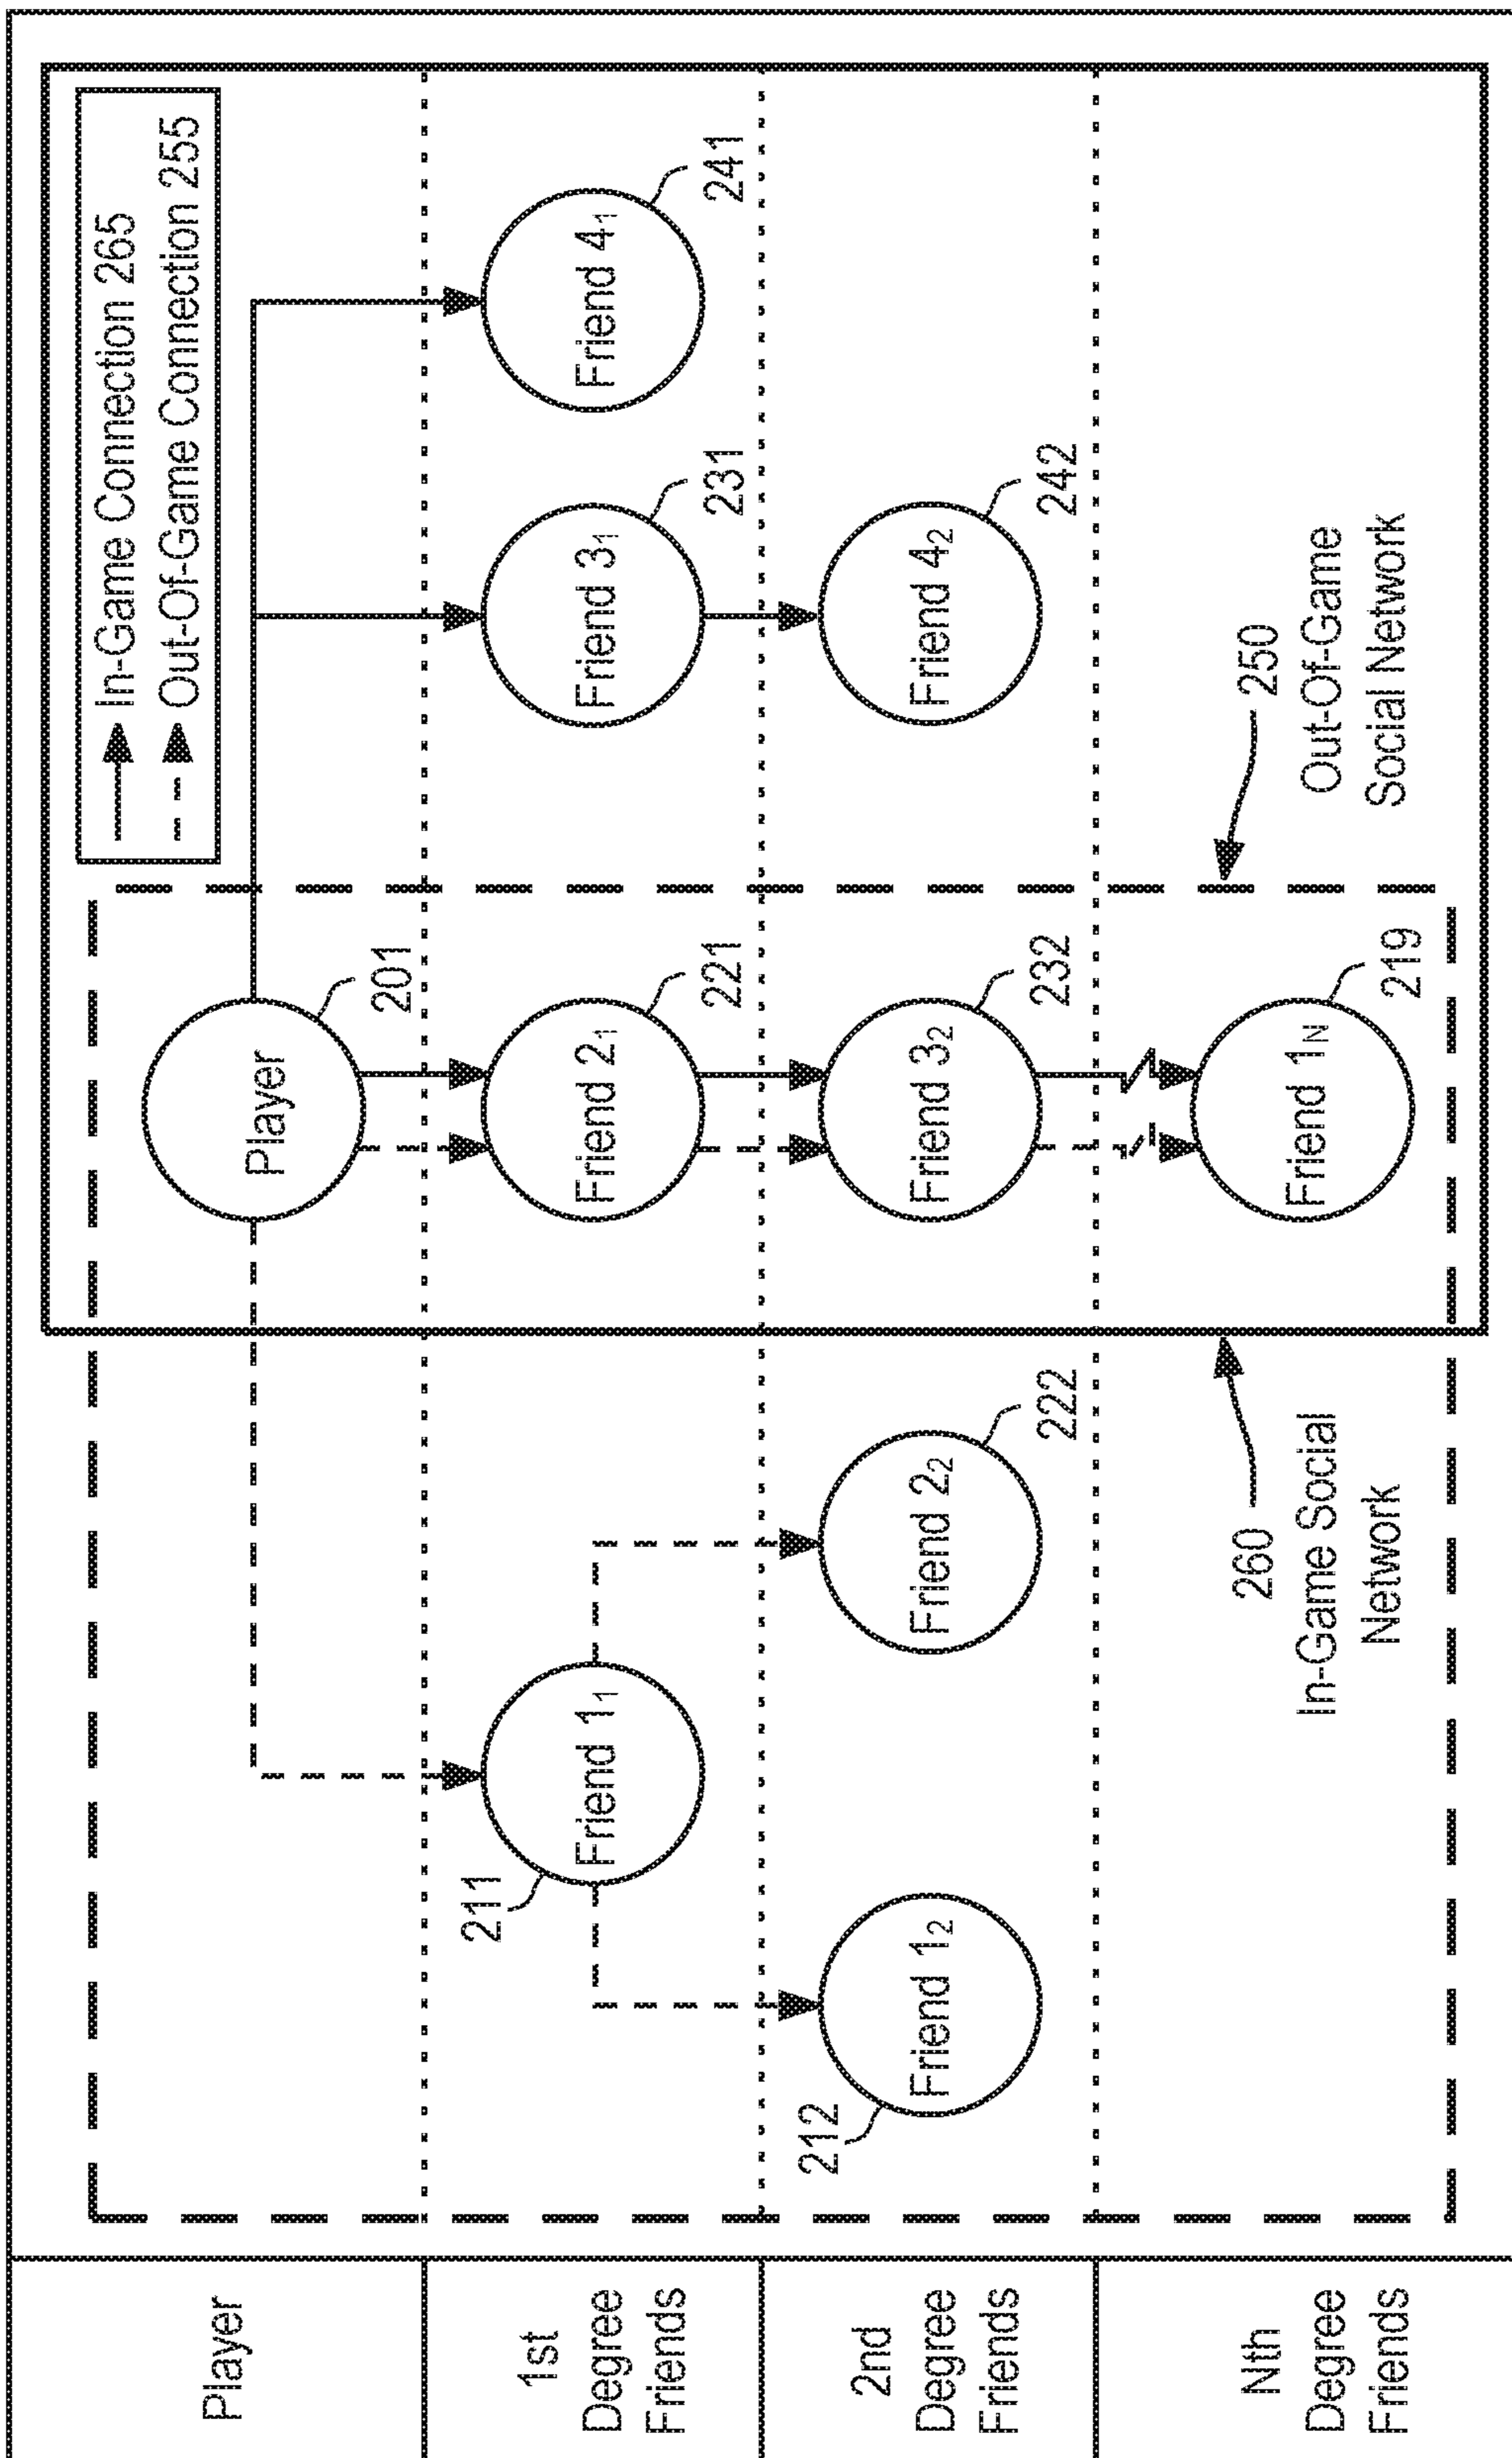 In-Game Connection 265
Out-Of-Game Connection 255
Player
Player
201
1st
Degree
Friends
211
Friend 1₁
Friend 2₁
221
Friend 3₁
231
Friend 4₁
241
2nd
Degree
Friends
212
Friend 1₂
Friend 2₂
222
Friend 3₂
232
Friend 4₂
242
Nth
Degree
Friends
260
In-Game Social
Network
Friend 1N
219
250
Out-Of-Game
Social Network